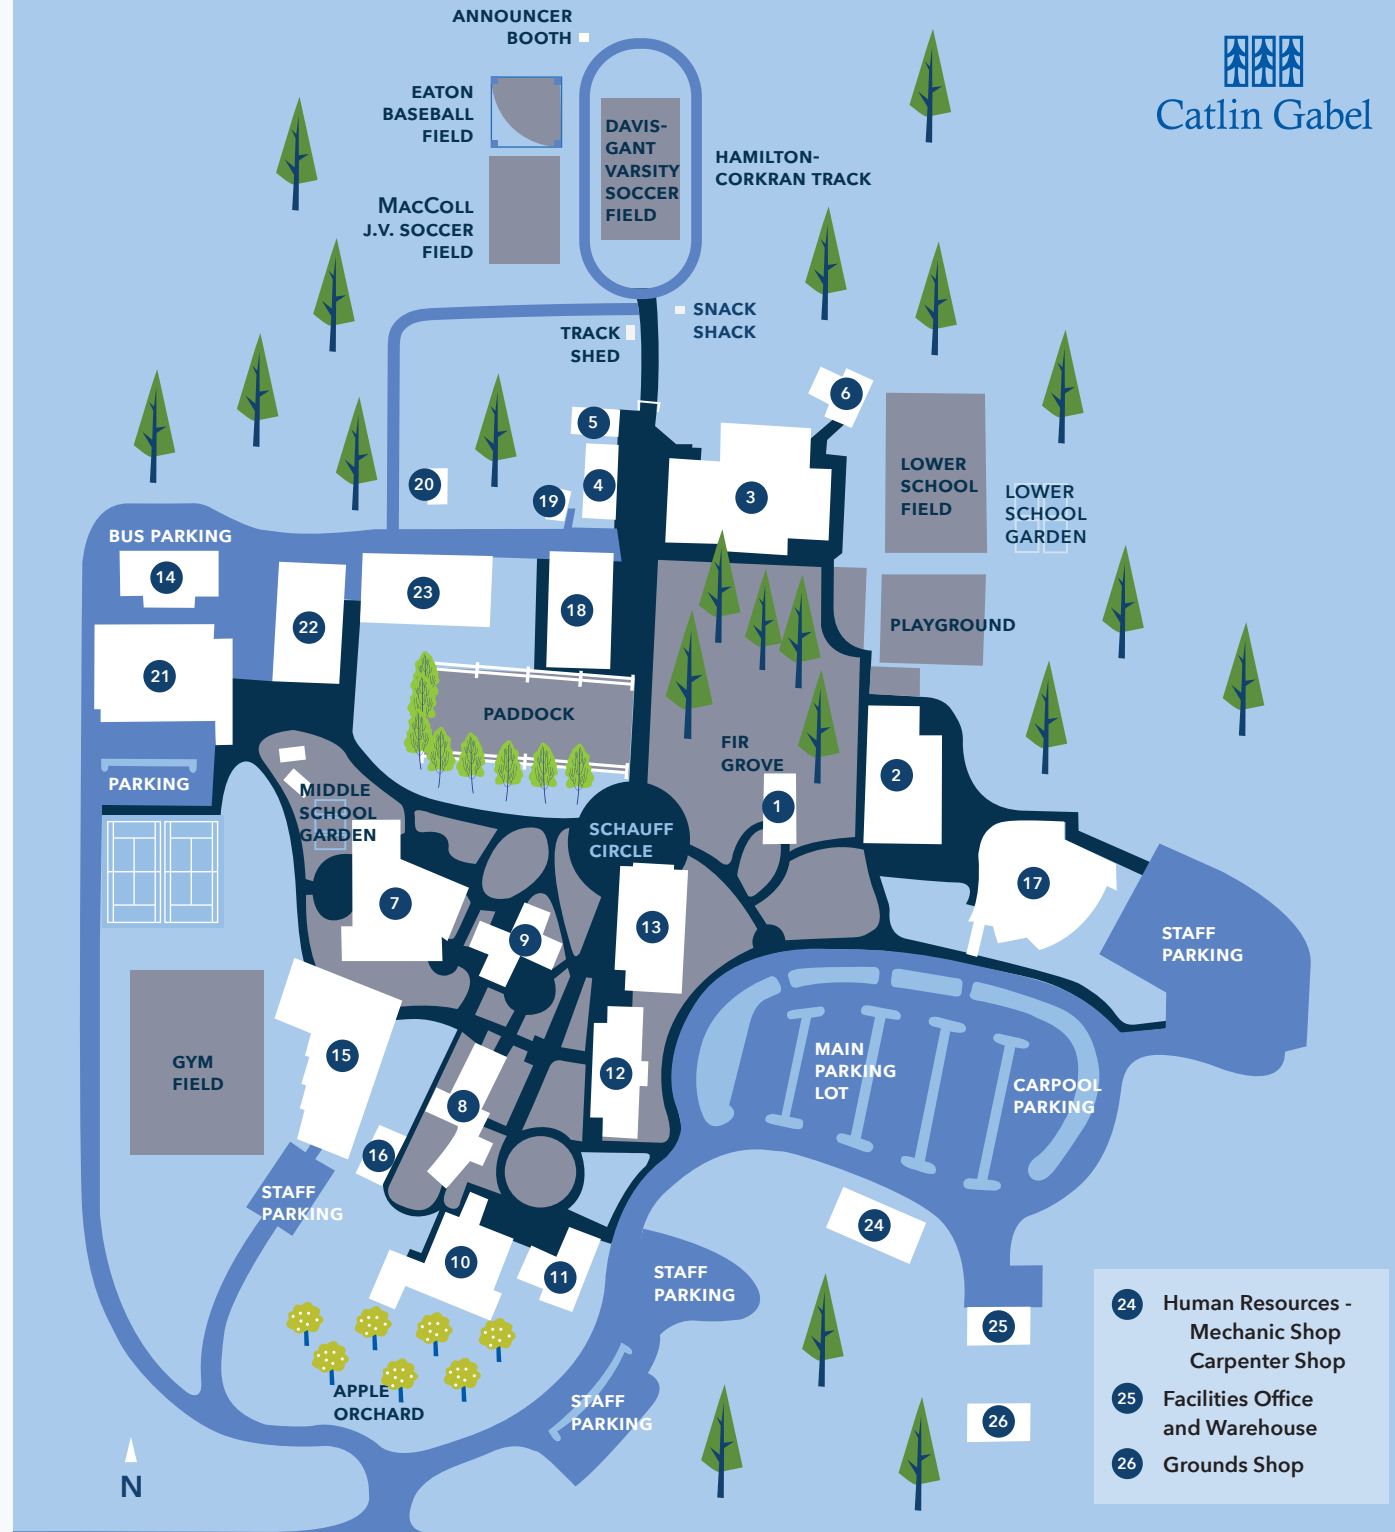 ANNOUNCER
BOOTH
Catlin Gabel
EATON
BASEBALL
FIELD
DAVIS-
GANT
VARSITY
SOCCER
FIELD
HAMILTON-
CORKRAN TRACK
MACCOLL
J.V. SOCCER
FIELD
SNACK
SHACK
TRACK
SHED
6
5
LOWER
SCHOOL
FIELD
20
19
4
3
LOWER
SCHOOL
GARDEN
BUS PARKING
14
23
18
22
PLAYGROUND
21
PADDOCK
FIR
GROVE
PARKING
2
MIDDLE
SCHOOL
GARDEN
1
SCHAUFF
CIRCLE
7
17
9
13
STAFF
PARKING
GYM
FIELD
15
12
MAIN
PARKING
LOT
CARPOOL
PARKING
8
16
STAFF
PARKING
24
10
11
STAFF
PARKING
25
APPLE
ORCHARD
STAFF
PARKING
26
N
24 Human Resources -
Mechanic Shop
Carpenter Shop
25 Facilities Office
and Warehouse
26 Grounds Shop